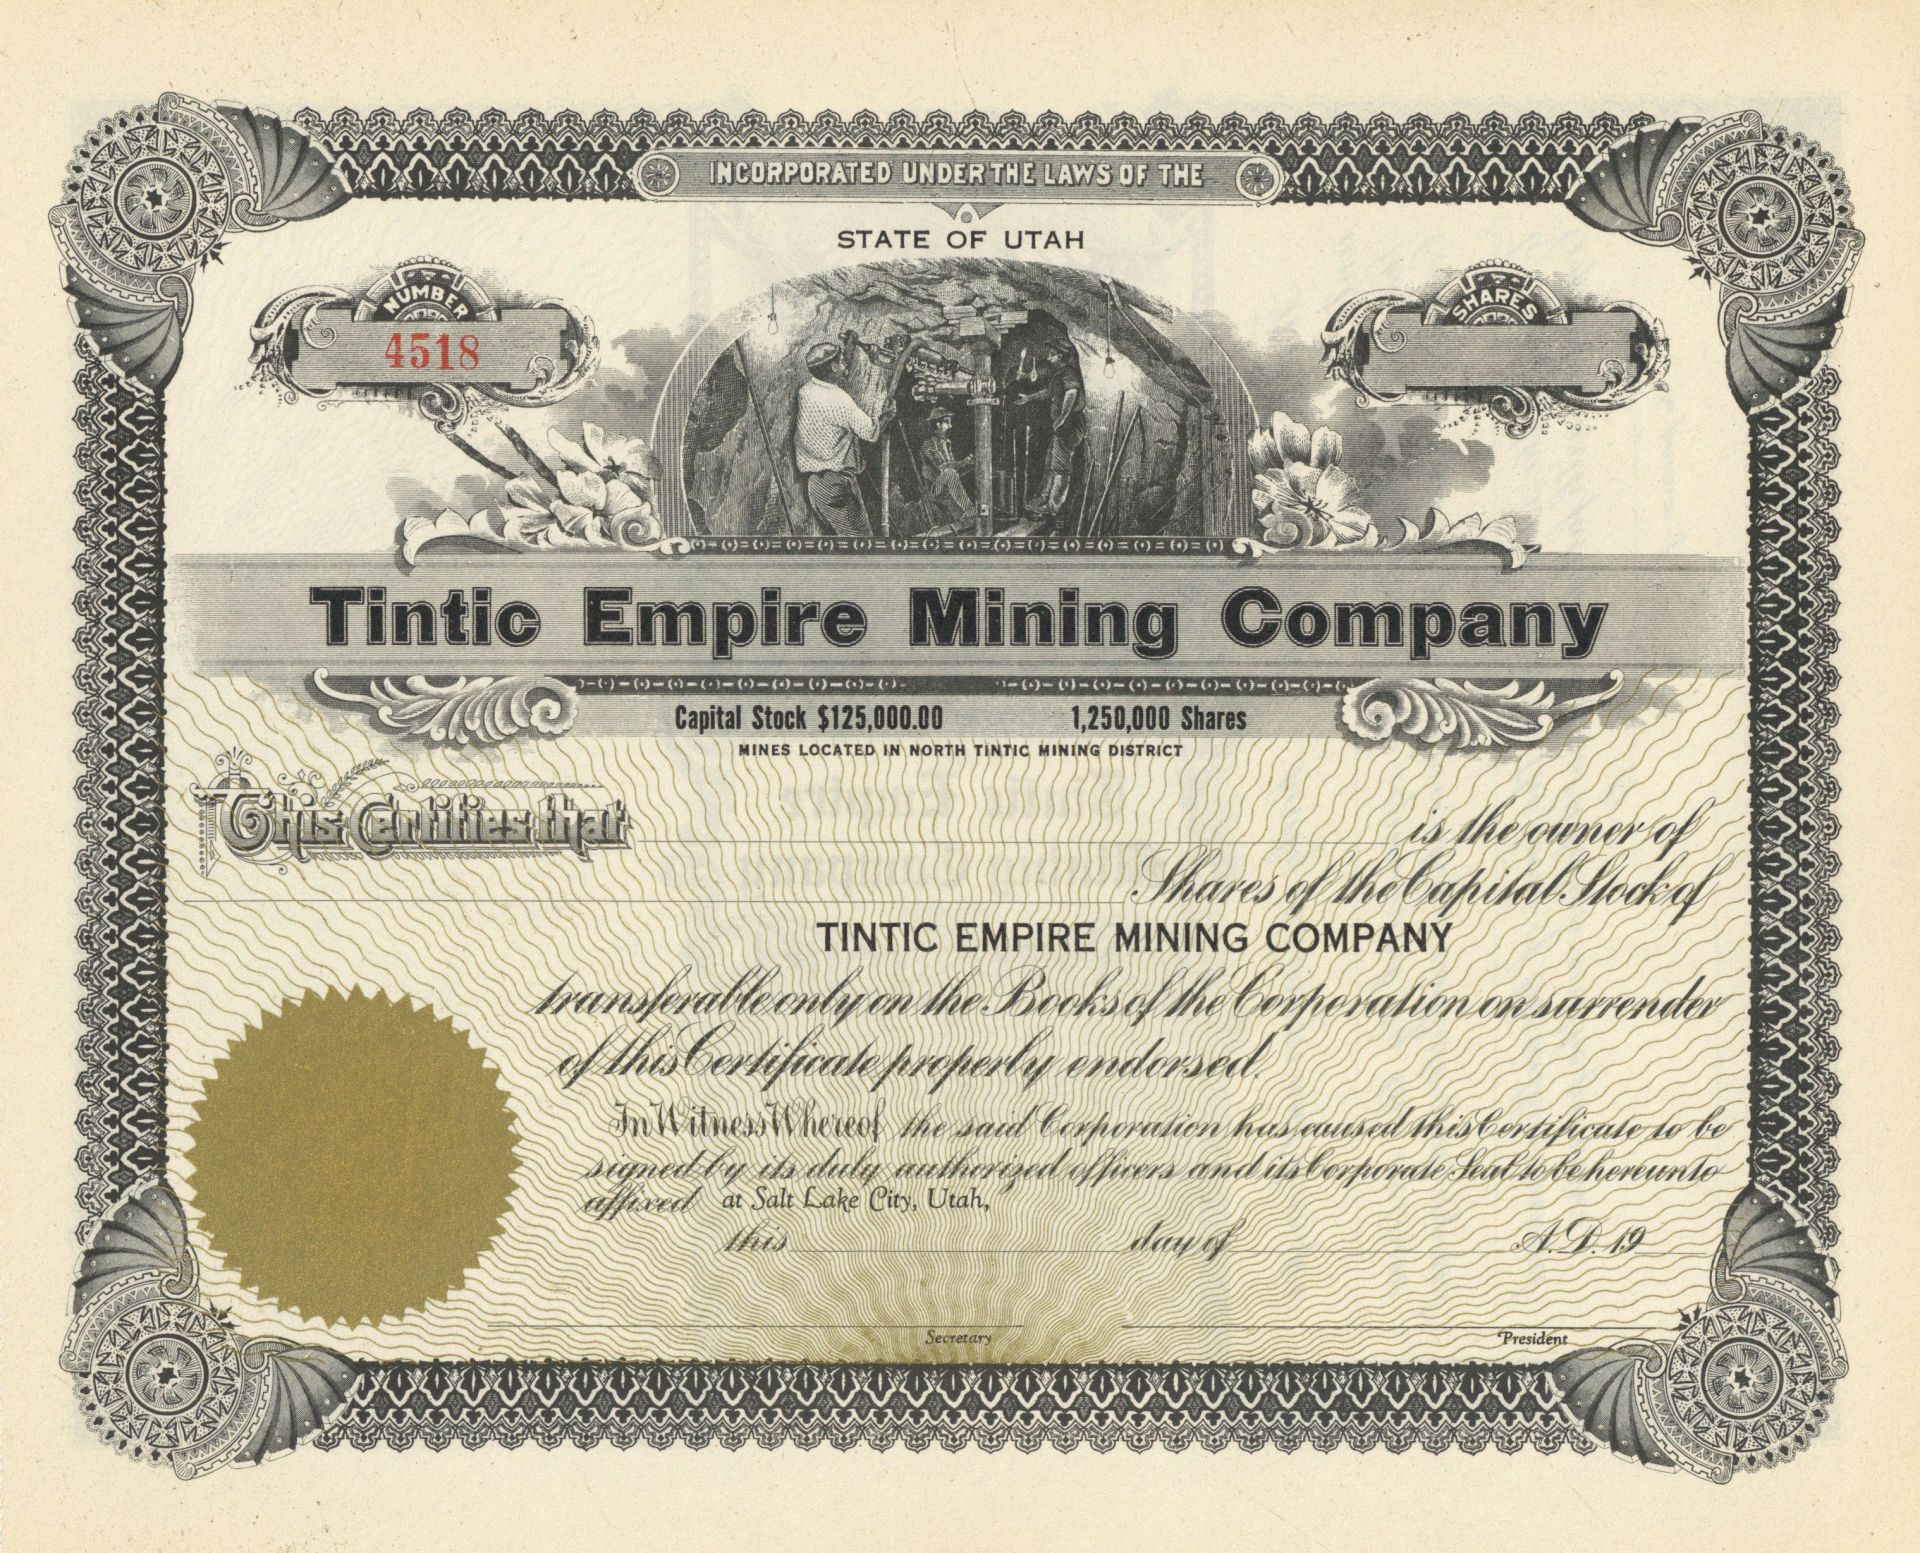 INCORPORATED UNDER THE LAWS OF THE
STATE OF UTAH
NUMBER
4518
SHARES
Tintic Empire Mining Company
Capital Stock $125,000.00 1,250,000 Shares
MINES LOCATED IN NORTH TINTIC MINING DISTRICT
This Certifies that is the owner of
Shares of the Capital Stock of
TINTIC EMPIRE MINING COMPANY
transferable only on the Books of the Corporation on surrender
of this Certificate properly endorsed.
In Witness Whereof the said Corporation has caused this Certificate to be
signed by its duly authorized officers and its Corporate Seal to be hereunto
affixed at Salt Lake City, Utah,
this day of A.D. 19
Secretary President